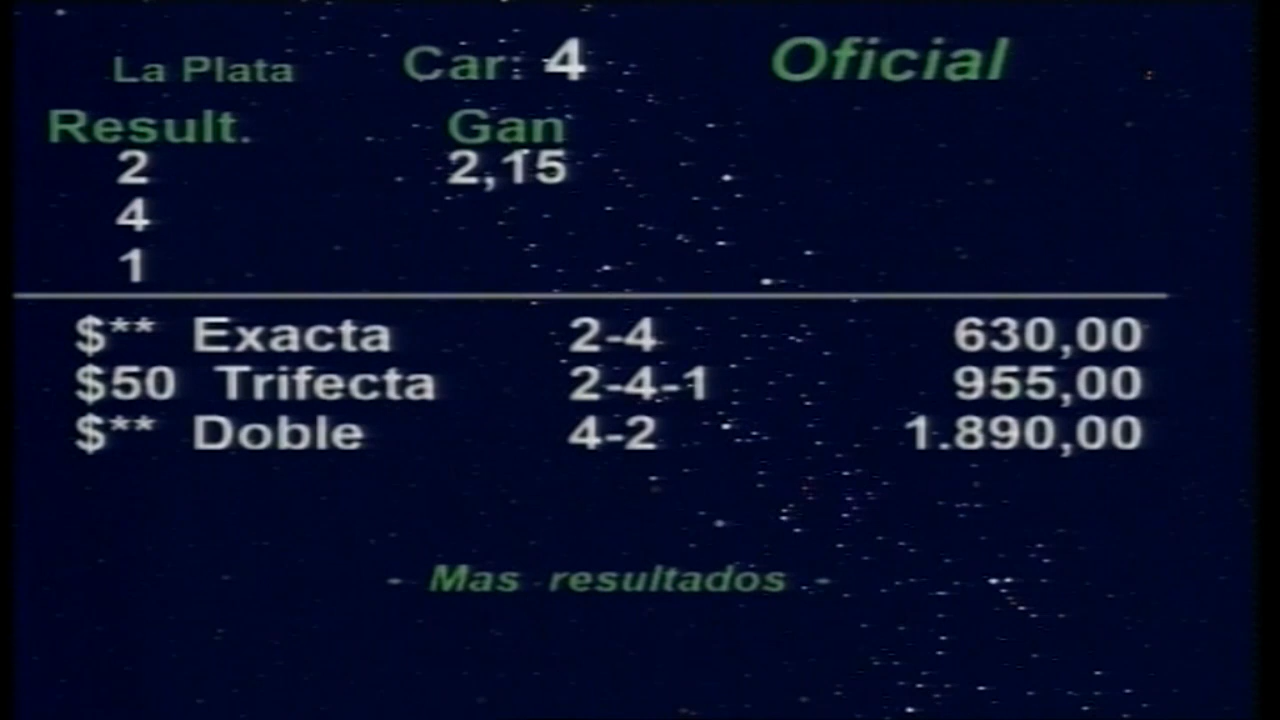 La Plata Car: 4 Oficial
Result. Gan
2 2,15
4
1
$** Exacta 2-4 630,00
$50 Trifecta 2-4-1 955,00
$** Doble 4-2 1.890,00
- Mas resultados -